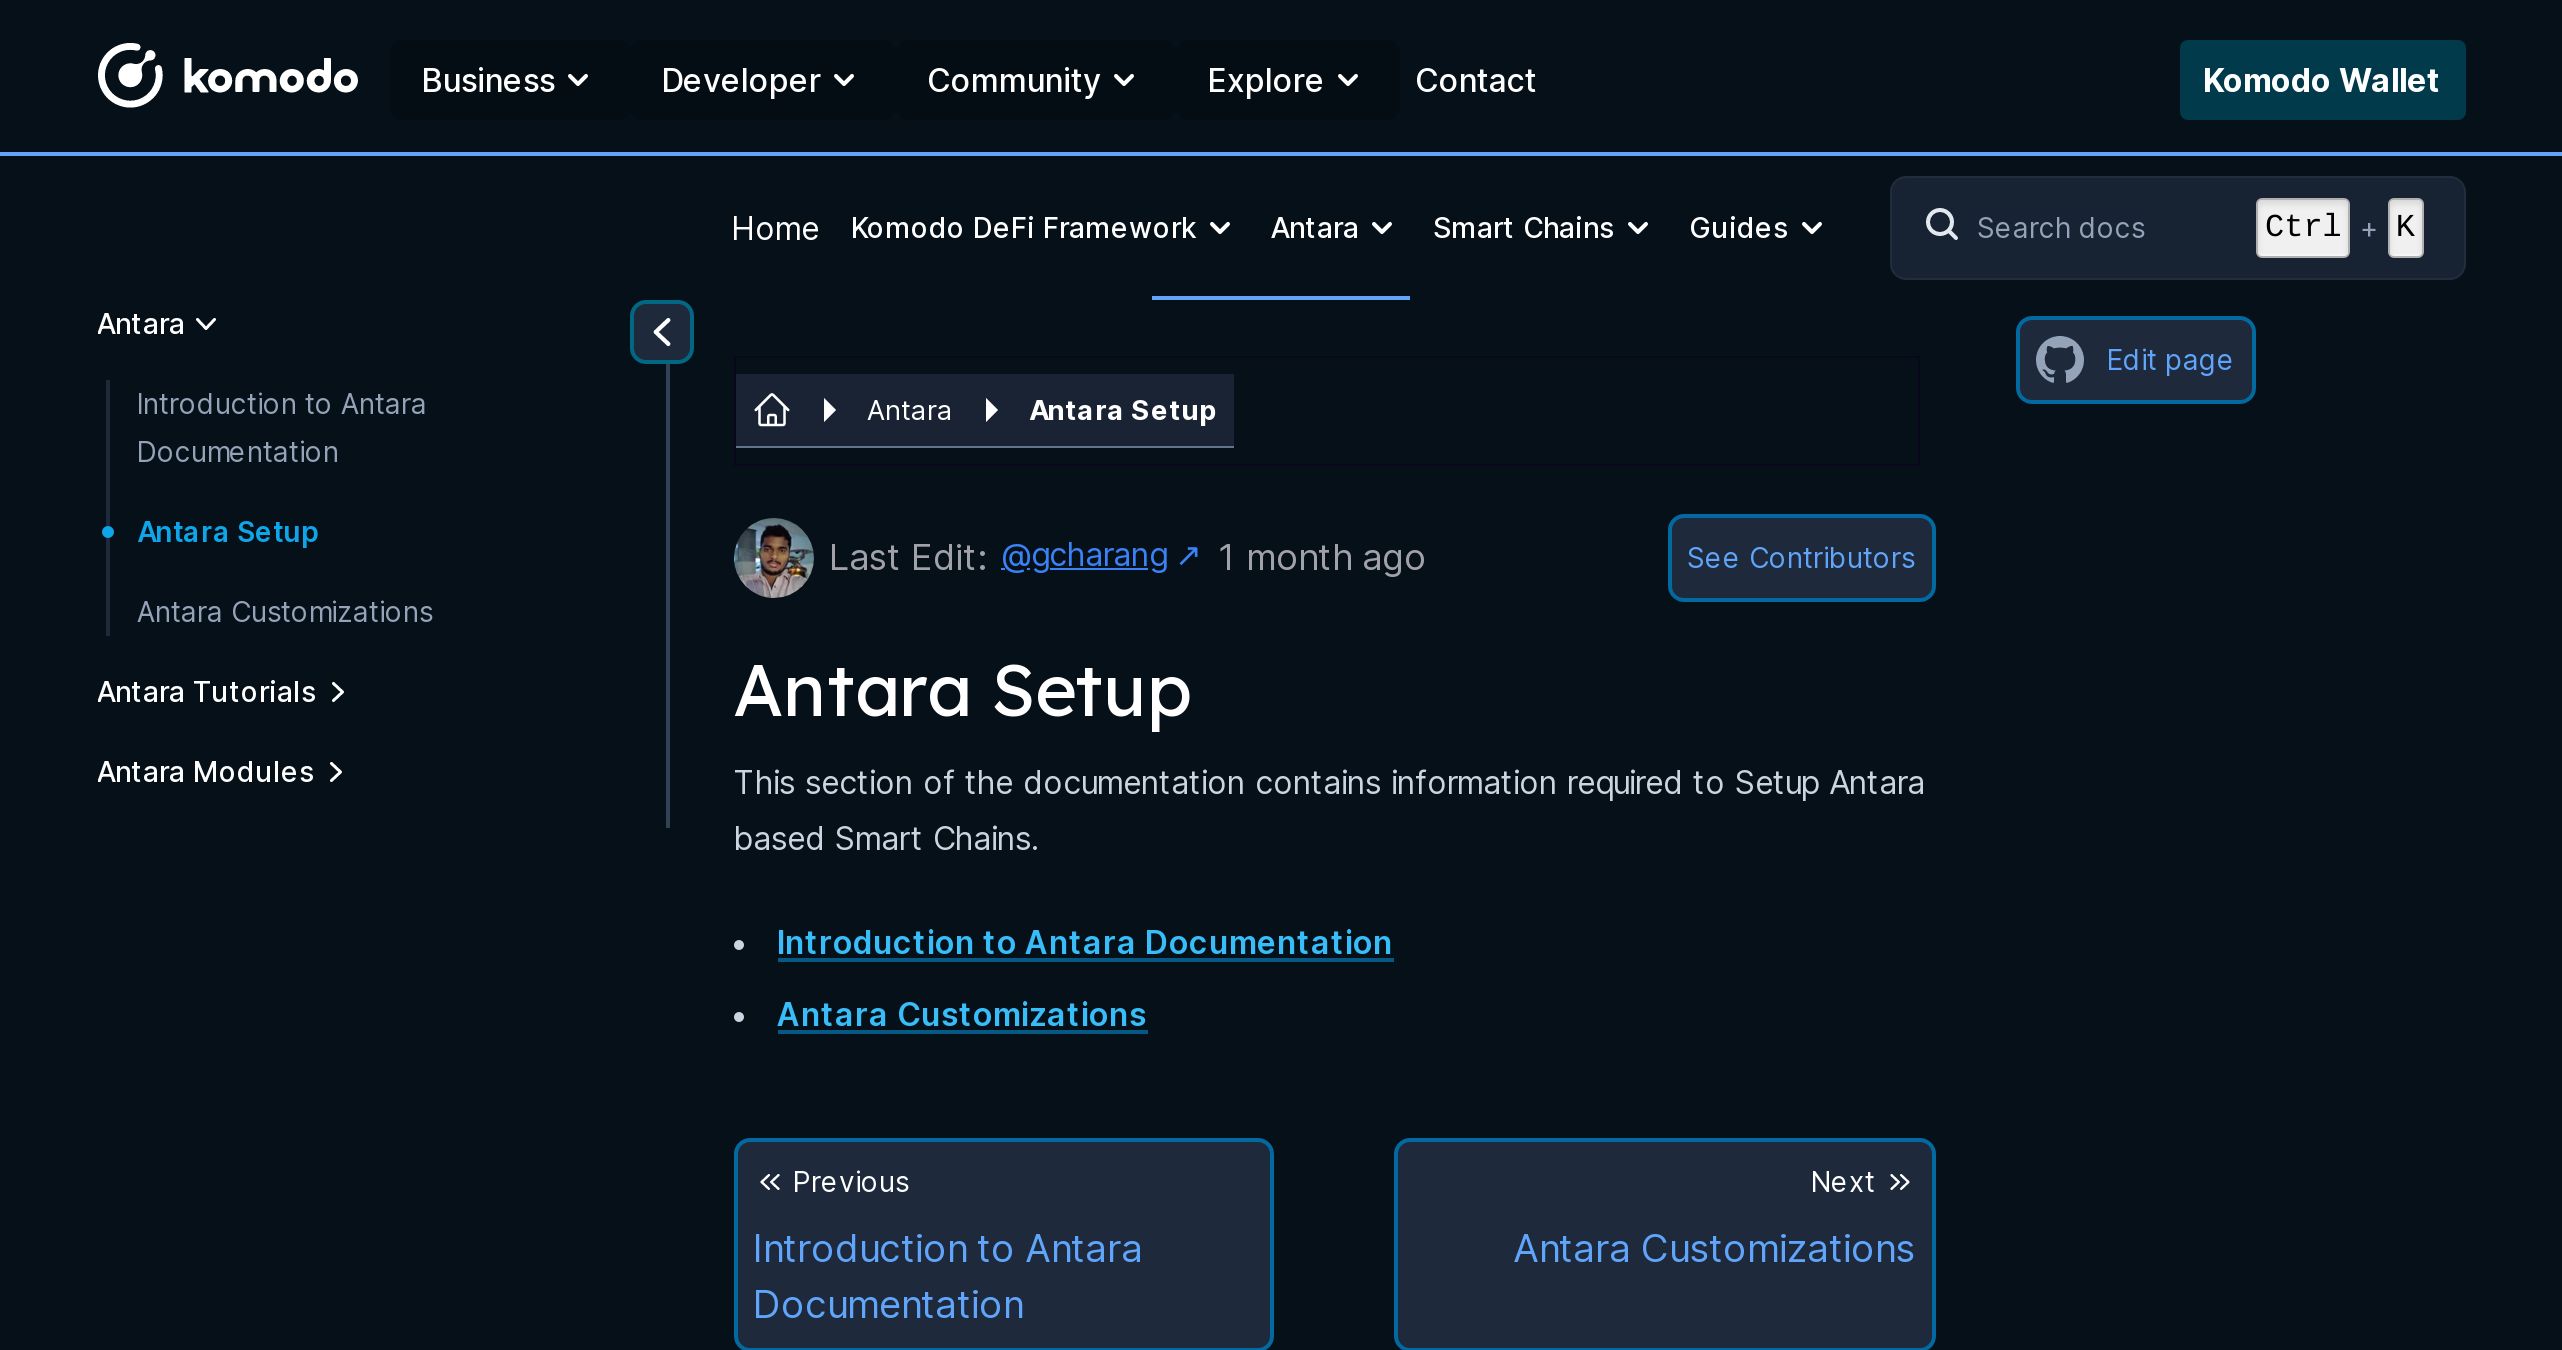 komodo Business Developer Community Explore Contact Komodo Wallet
Home Komodo DeFi Framework Antara Smart Chains Guides Search docs Ctrl + K
Antara
Introduction to Antara
Documentation
Antara Setup
Antara Customizations
Antara Tutorials
Antara Modules
Antara Antara Setup
Edit page
Last Edit: @gcharang ↗ 1 month ago
See Contributors
Antara Setup
This section of the documentation contains information required to Setup Antara
based Smart Chains.
• Introduction to Antara Documentation
• Antara Customizations
« Previous
Introduction to Antara
Documentation
Next »
Antara Customizations